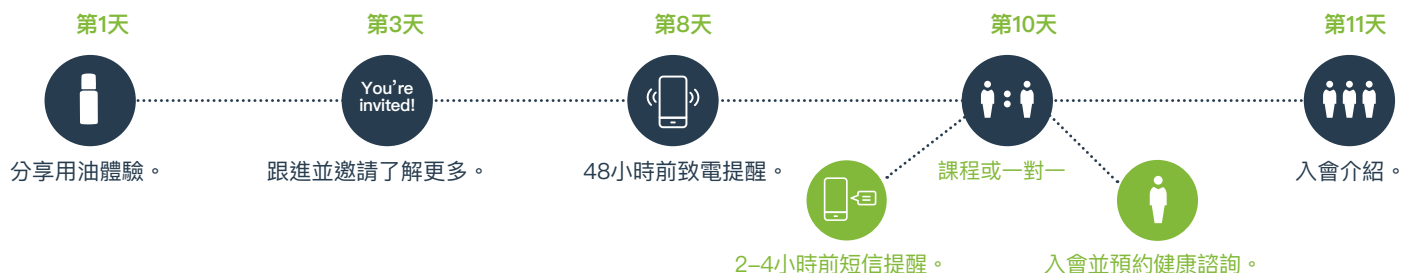 第1天
第3天
第8天
第10天
第11天
You're
invited!
分享用油體驗。
跟進並邀請了解更多。
48小時前致電提醒。
課程或一對一
入會介紹。
2–4小時前短信提醒。
入會並預約健康諮詢。